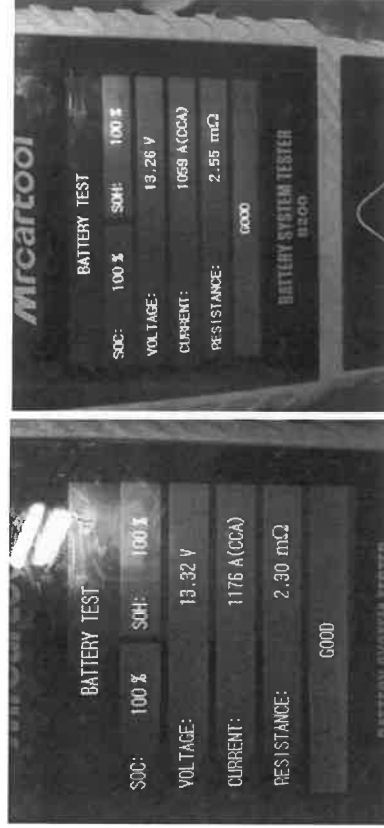 BATTERY TEST
SOC: 100 % SOH: 100 %
VOLTAGE: 13.32 V
CURRENT: 1176 A(CCA)
RESISTANCE: 2.30 mΩ
GOOD
Mrcartool
BATTERY TEST
SOC: 100 % SOH: 100 %
VOLTAGE: 13.26 V
CURRENT: 1059 A(CCA)
RESISTANCE: 2.55 mΩ
GOOD
BATTERY SYSTEM TESTER